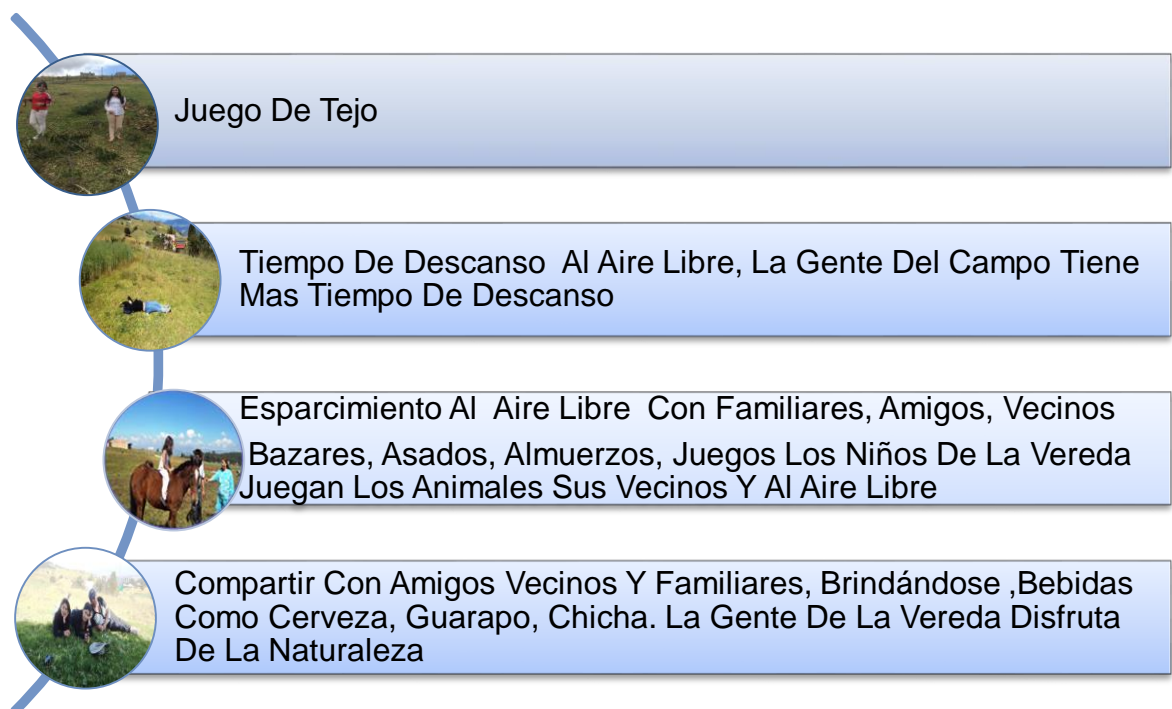 Juego De Tejo
Tiempo De Descanso Al Aire Libre, La Gente Del Campo Tiene
Mas Tiempo De Descanso
Esparcimiento Al Aire Libre Con Familiares, Amigos, Vecinos
Bazares, Asados, Almuerzos, Juegos Los Niños De La Vereda
Juegan Los Animales Sus Vecinos Y Al Aire Libre
Compartir Con Amigos Vecinos Y Familiares, Brindándose ,Bebidas
Como Cerveza, Guarapo, Chicha. La Gente De La Vereda Disfruta
De La Naturaleza